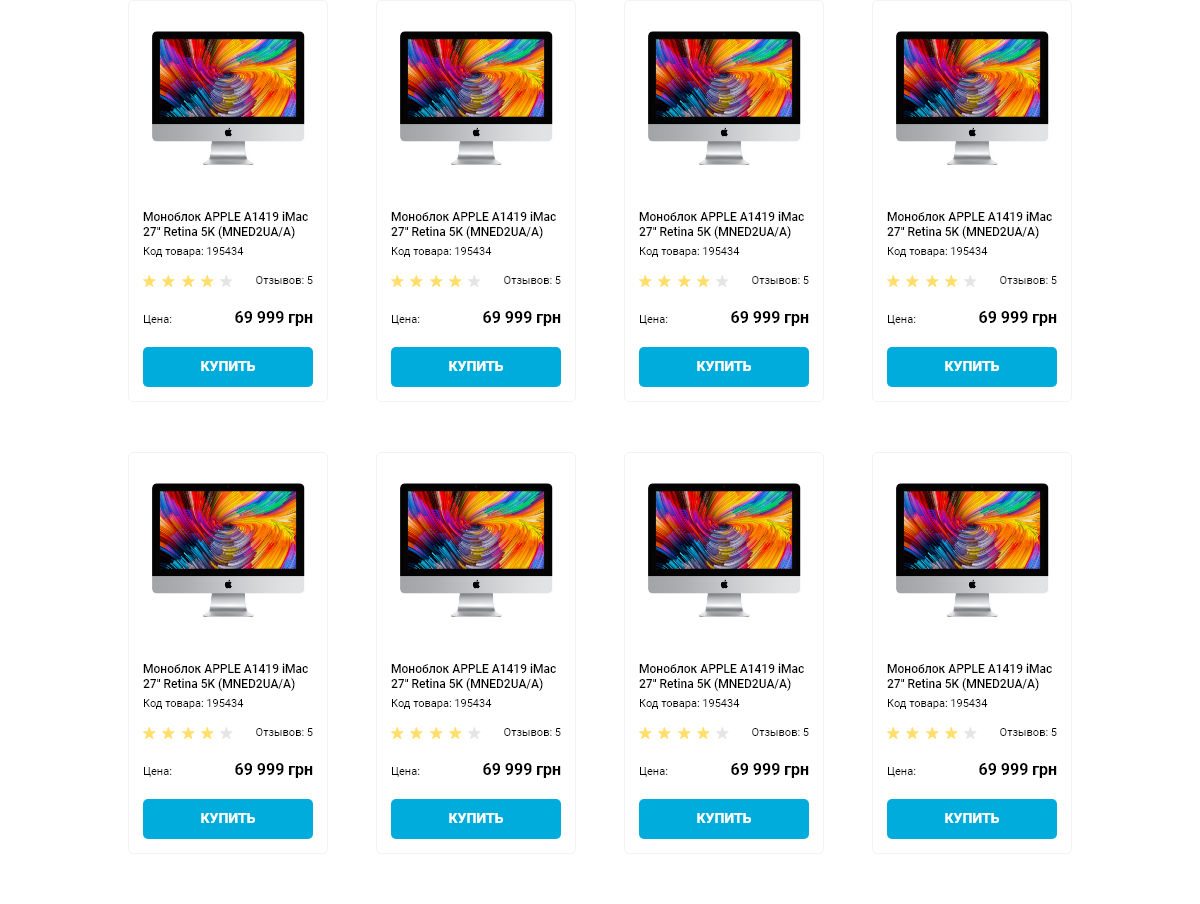 Моноблок APPLE A1419 iMac
27" Retina 5K (MNED2UA/A)
Код товара: 195434
Отзывов: 5
Цена: 69 999 грн
КУПИТЬ
Моноблок APPLE A1419 iMac
27" Retina 5K (MNED2UA/A)
Код товара: 195434
Отзывов: 5
Цена: 69 999 грн
КУПИТЬ
Моноблок APPLE A1419 iMac
27" Retina 5K (MNED2UA/A)
Код товара: 195434
Отзывов: 5
Цена: 69 999 грн
КУПИТЬ
Моноблок APPLE A1419 iMac
27" Retina 5K (MNED2UA/A)
Код товара: 195434
Отзывов: 5
Цена: 69 999 грн
КУПИТЬ
Моноблок APPLE A1419 iMac
27" Retina 5K (MNED2UA/A)
Код товара: 195434
Отзывов: 5
Цена: 69 999 грн
КУПИТЬ
Моноблок APPLE A1419 iMac
27" Retina 5K (MNED2UA/A)
Код товара: 195434
Отзывов: 5
Цена: 69 999 грн
КУПИТЬ
Моноблок APPLE A1419 iMac
27" Retina 5K (MNED2UA/A)
Код товара: 195434
Отзывов: 5
Цена: 69 999 грн
КУПИТЬ
Моноблок APPLE A1419 iMac
27" Retina 5K (MNED2UA/A)
Код товара: 195434
Отзывов: 5
Цена: 69 999 грн
КУПИТЬ